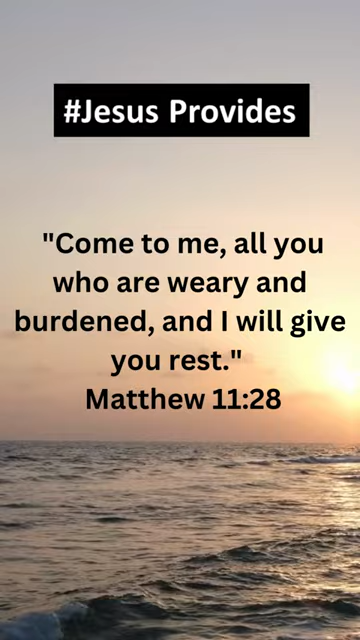 #Jesus Provides
"Come to me, all you
who are weary and
burdened, and I will give
you rest."
Matthew 11:28